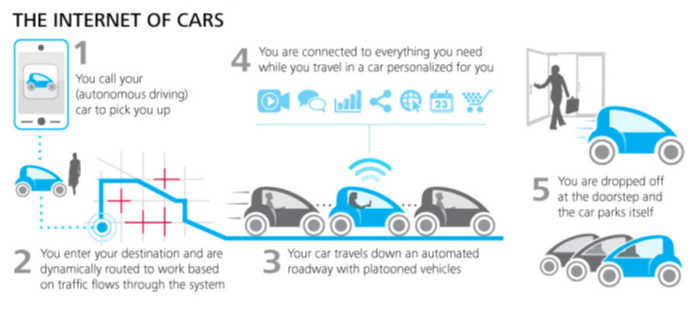 THE INTERNET OF CARS
1
You call your
(autonomous driving)
car to pick you up
2
You enter your destination and are
dynamically routed to work based
on traffic flows through the system
3
Your car travels down an automated
roadway with platooned vehicles
4
You are connected to everything you need
while you travel in a car personalized for you
23
5
You are dropped off
at the doorstep and
the car parks itself